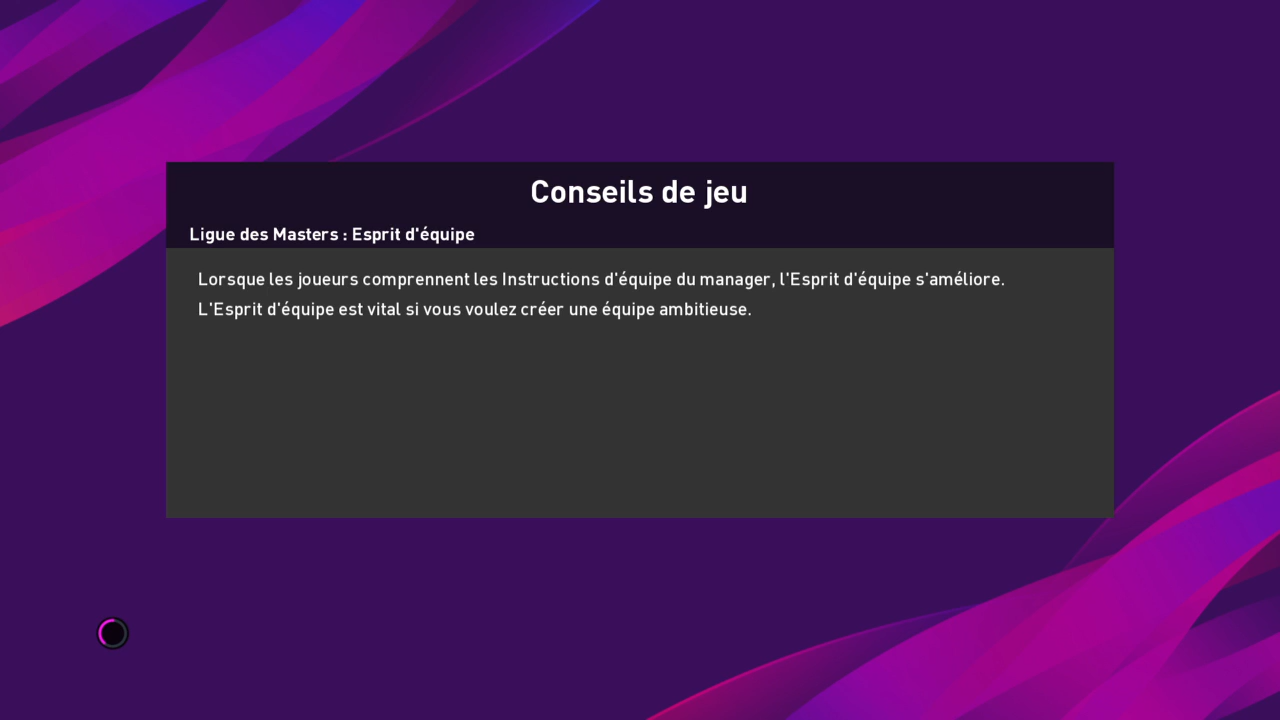 Conseils de jeu
Ligue des Masters : Esprit d'équipe
Lorsque les joueurs comprennent les Instructions d'équipe du manager, l'Esprit d'équipe s'améliore.
L'Esprit d'équipe est vital si vous voulez créer une équipe ambitieuse.